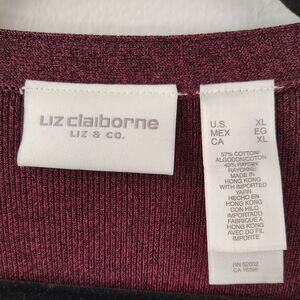 LIZ claiborne
LIZ & CO.
U.S. XL
MEX EG
CA XL
57% COTTON/
ALGODON/COTON
43% RAYON/
RAYONNE
MADE IN
HONG KONG
WITH IMPORTED
YARN
HECHO EN
HONG KONG
CON HILO
IMPORTADO
FABRIQUE A
HONG KONG
AVEC DU FIL
IMPORTE
RN 52002
CA 16396